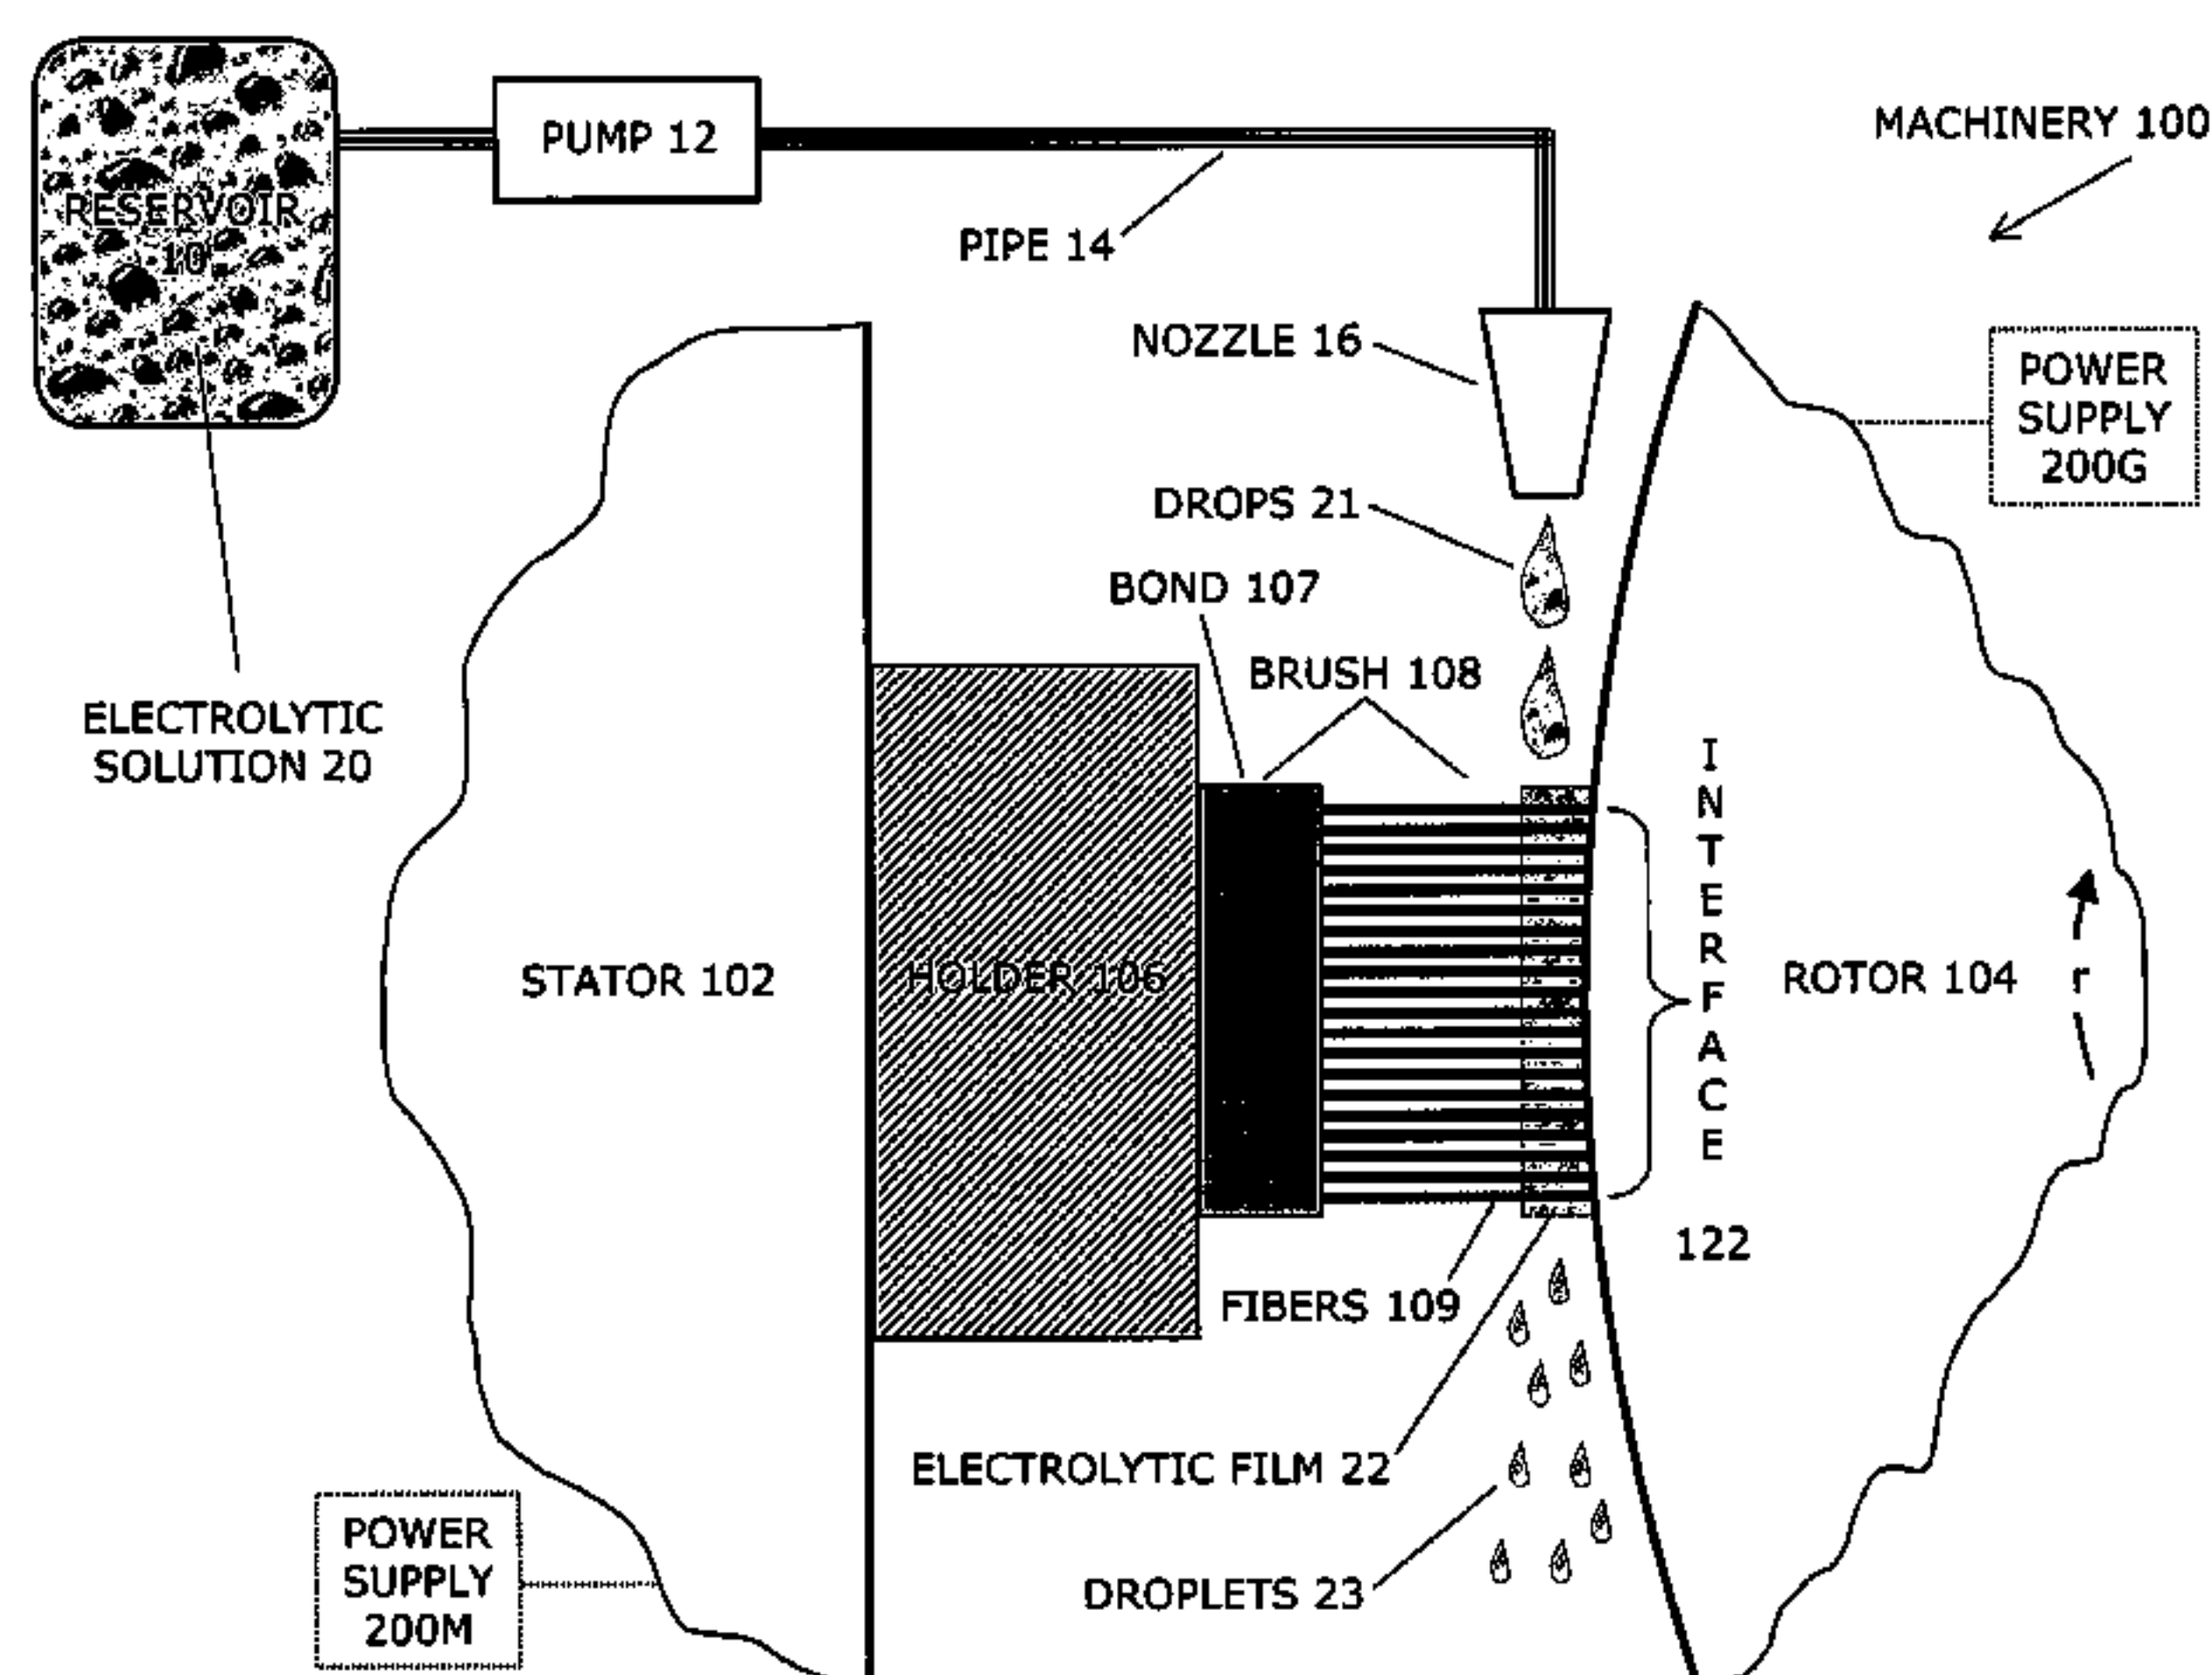 PUMP 12
MACHINERY 100
RESERVOIR
10
PIPE 14
NOZZLE 16
POWER
SUPPLY
200G
DROPS 21
BOND 107
BRUSH 108
ELECTROLYTIC
SOLUTION 20
I
N
T
E
R
F
A
C
E
STATOR 102
HOLDER 106
ROTOR 104
r
122
FIBERS 109
ELECTROLYTIC FILM 22
POWER
SUPPLY
200M
DROPLETS 23